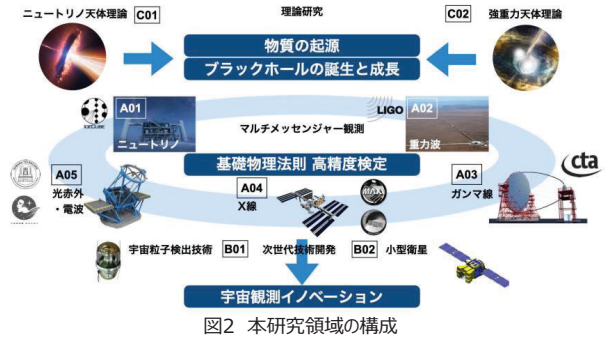 ニュートリノ天体理論 C01
理論研究
C02 強重力天体理論
物質の起源
ブラックホールの誕生と成長
ICECUBE
A01
ニュートリノ
マルチメッセンジャー観測
LIGO
A02
重力波
基礎物理法則 高精度検定
A05
光赤外
・電波
A04
X線
MAXI
A03
ガンマ線
cta
宇宙粒子検出技術 B01
次世代技術開発
B02 小型衛星
宇宙観測イノベーション
図2 本研究領域の構成